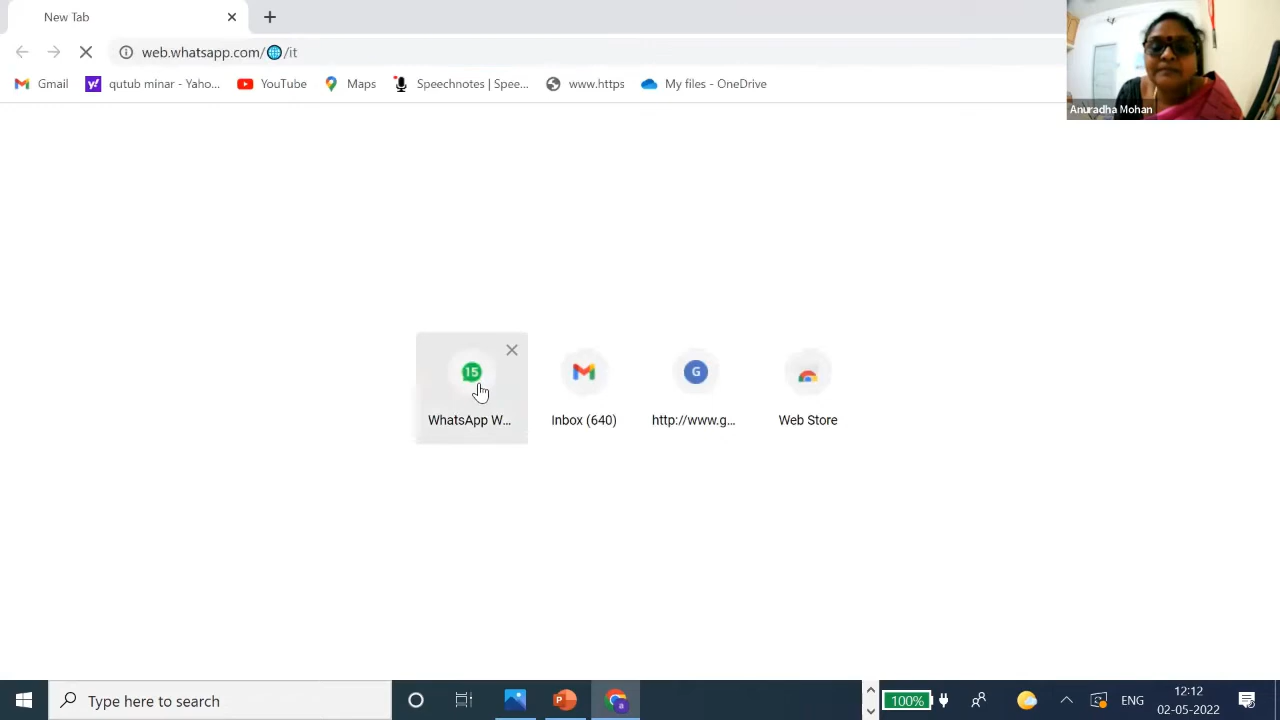 New Tab
web.whatsapp.com/🌐/it
Gmail
qutub minar - Yaho...
YouTube
Maps
Speechnotes | Spee...
www.https
My files - OneDrive
Anuradha Mohan
15
WhatsApp W...
Inbox (640)
G
http://www.g...
Web Store
Type here to search
a
100%
ENG
12:12
02-05-2022